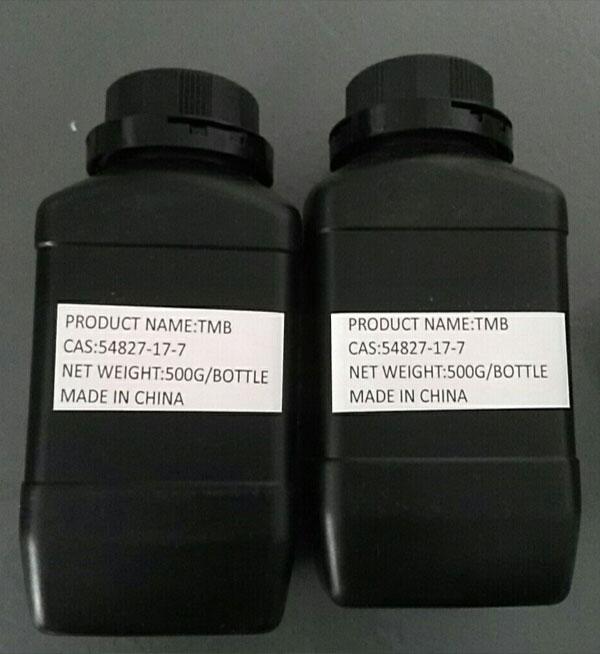 PRODUCT NAME:TMB
CAS:54827-17-7
NET WEIGHT:500G/BOTTLE
MADE IN CHINA
PRODUCT NAME:TMB
CAS:54827-17-7
NET WEIGHT:500G/BOTTLE
MADE IN CHINA